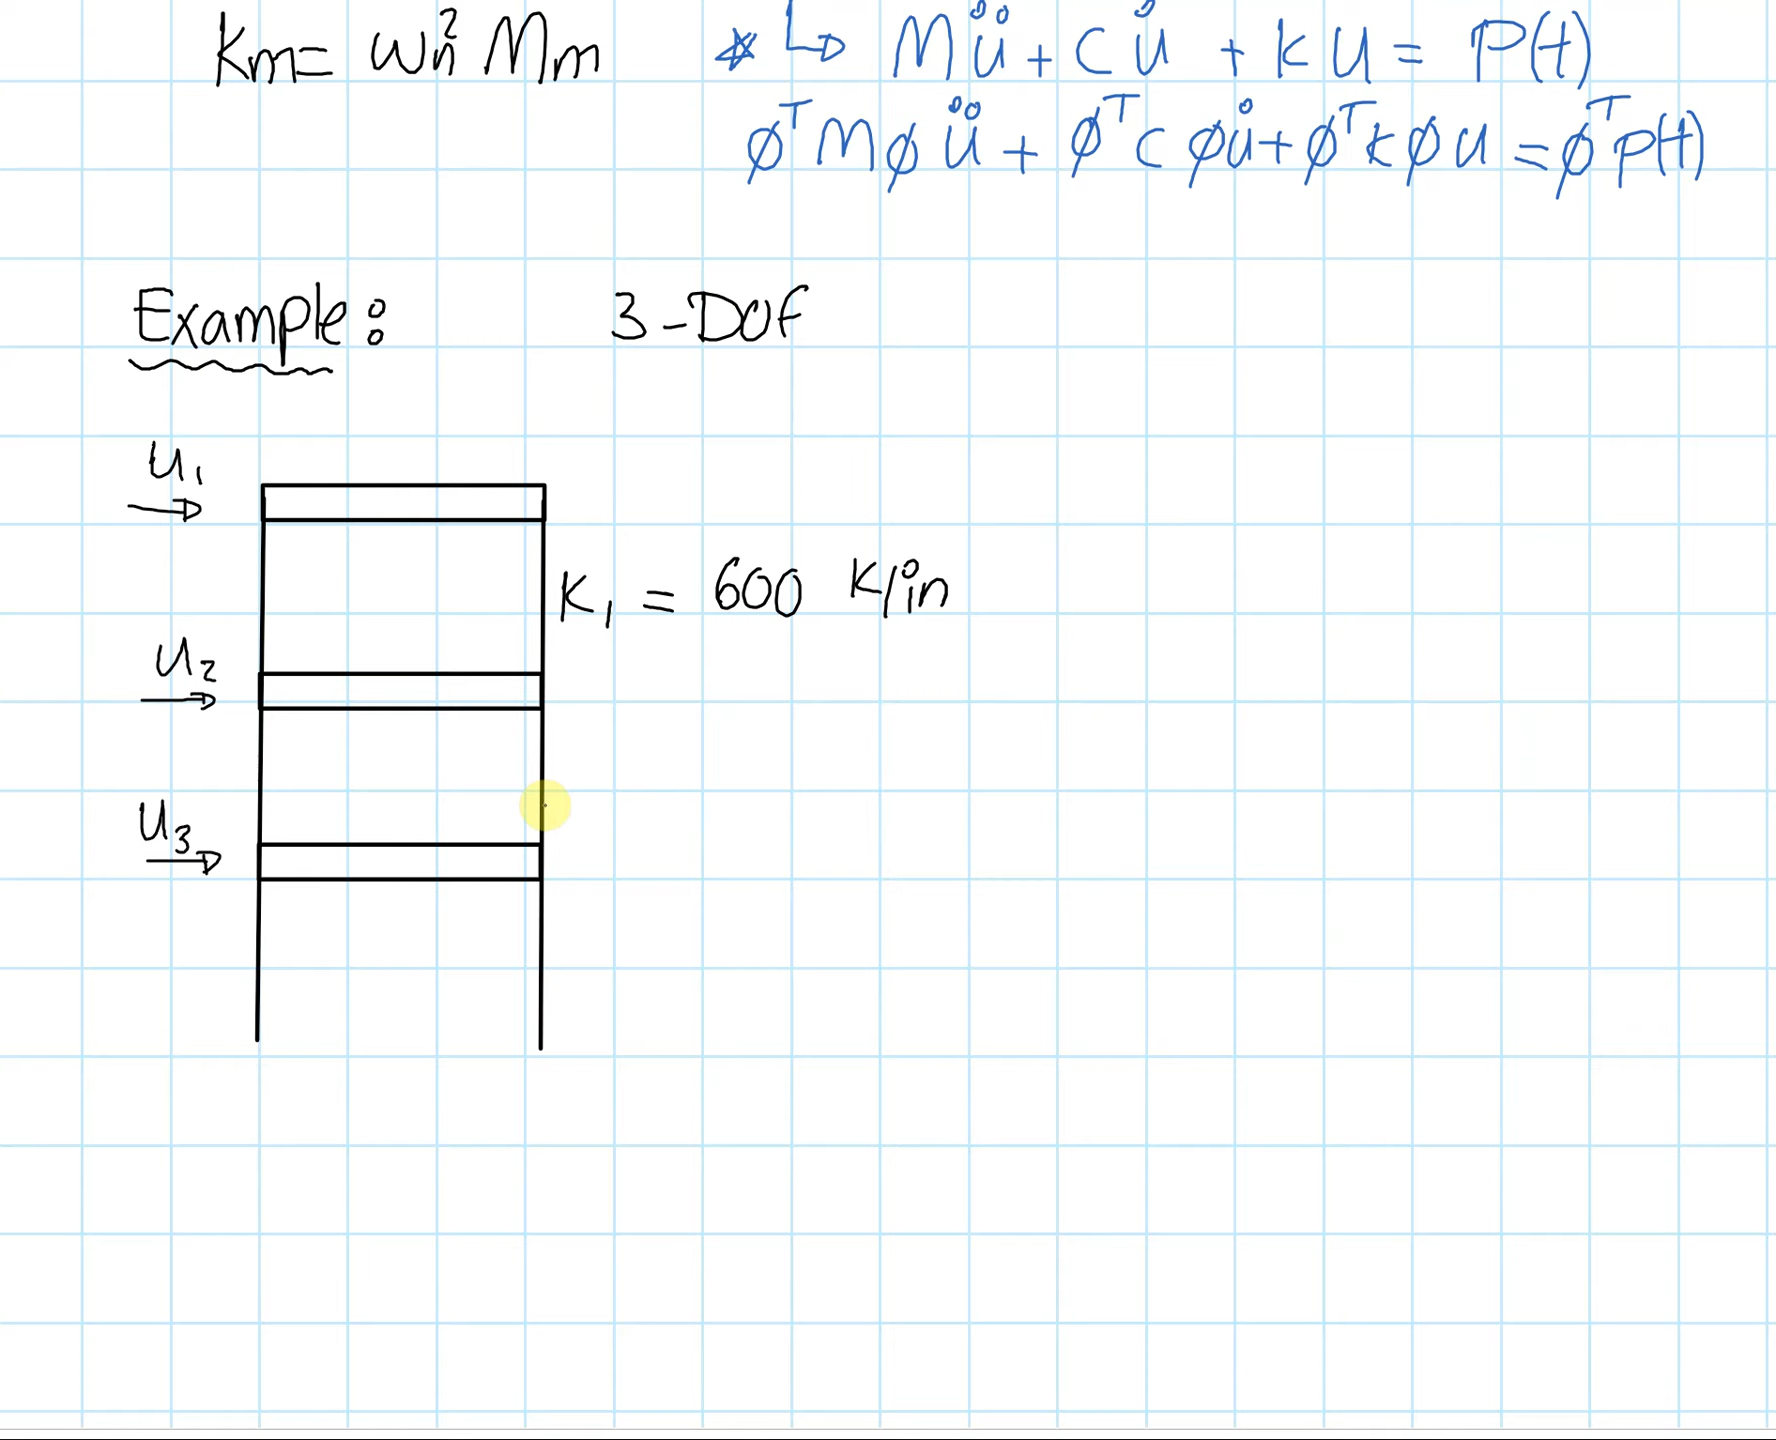 Km = ωn² Mm
* ↳ Mü + Cu̇ + KU = P(t)
φᵀMφü + φᵀCφu̇ + φᵀKφU = φᵀP(t)
Example: 3-DOF
U₁
K₁ = 600 K/in
U₂
U₃